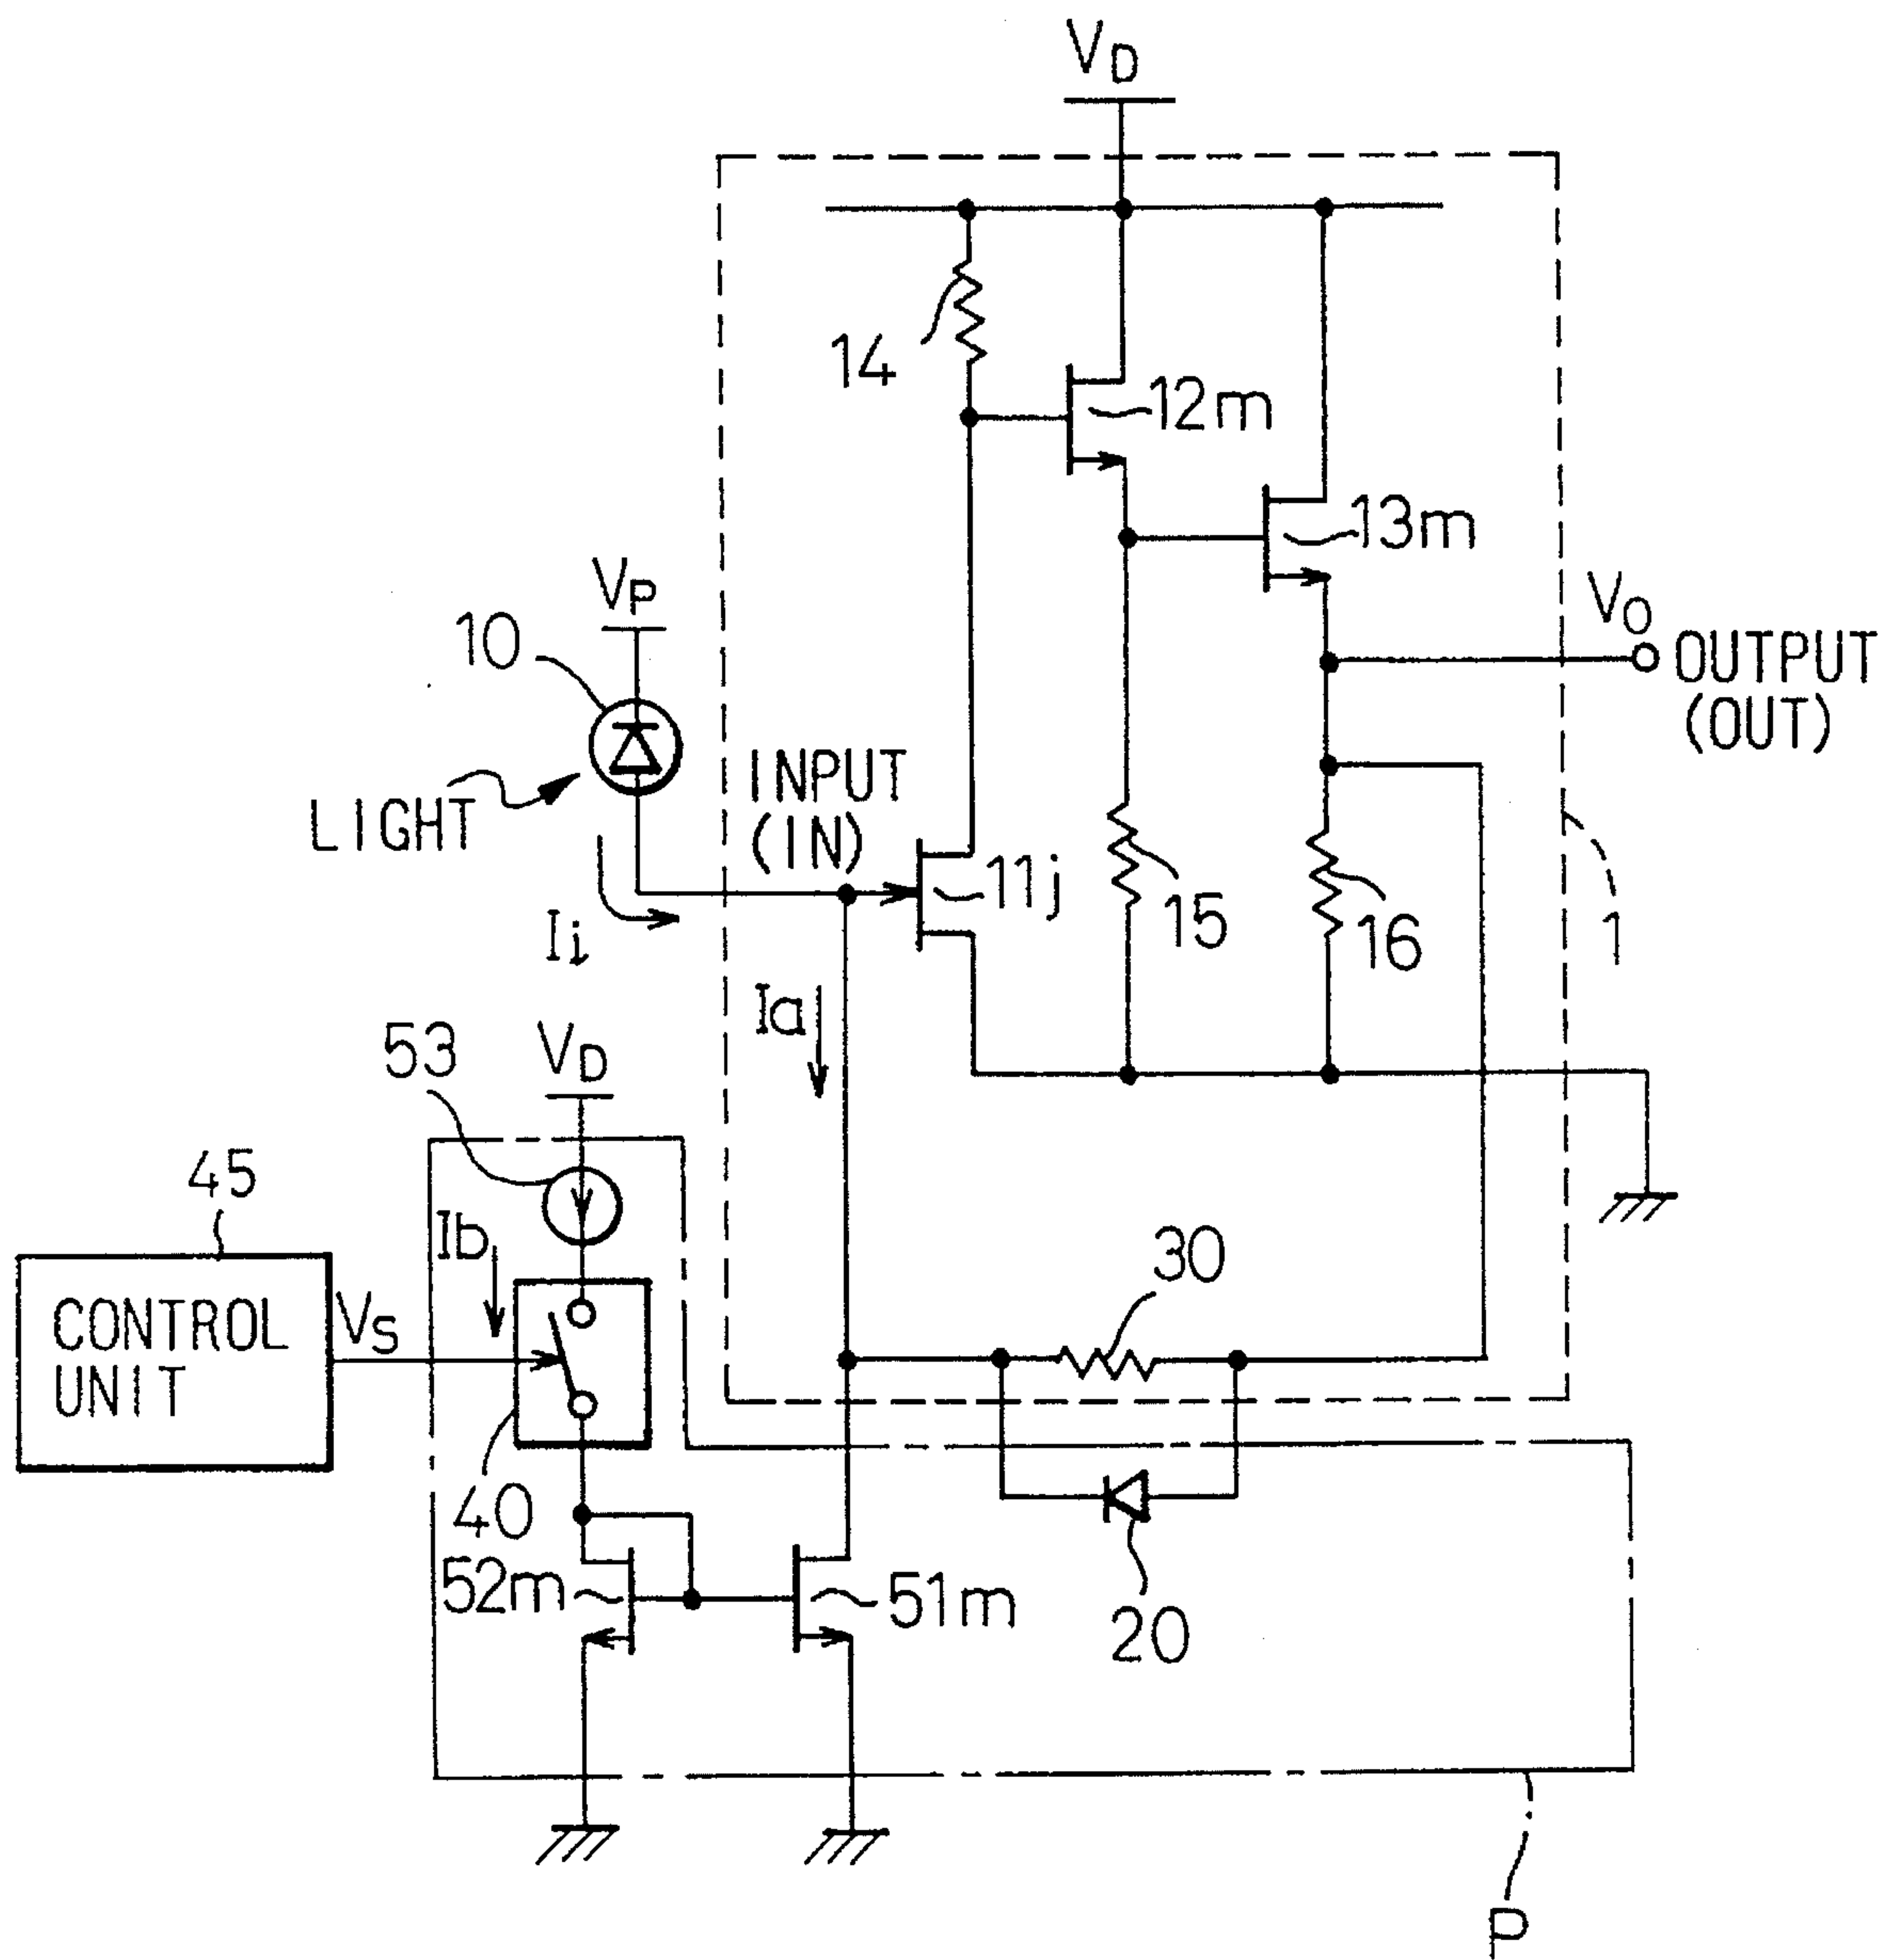 VD
14
12m
13m
VP
10
VO
OUTPUT
(OUT)
LIGHT
INPUT
(IN)
11j
15
16
1
Ii
Ia
53
VD
45
Ib
30
CONTROL
UNIT
VS
40
52m
51m
20
P